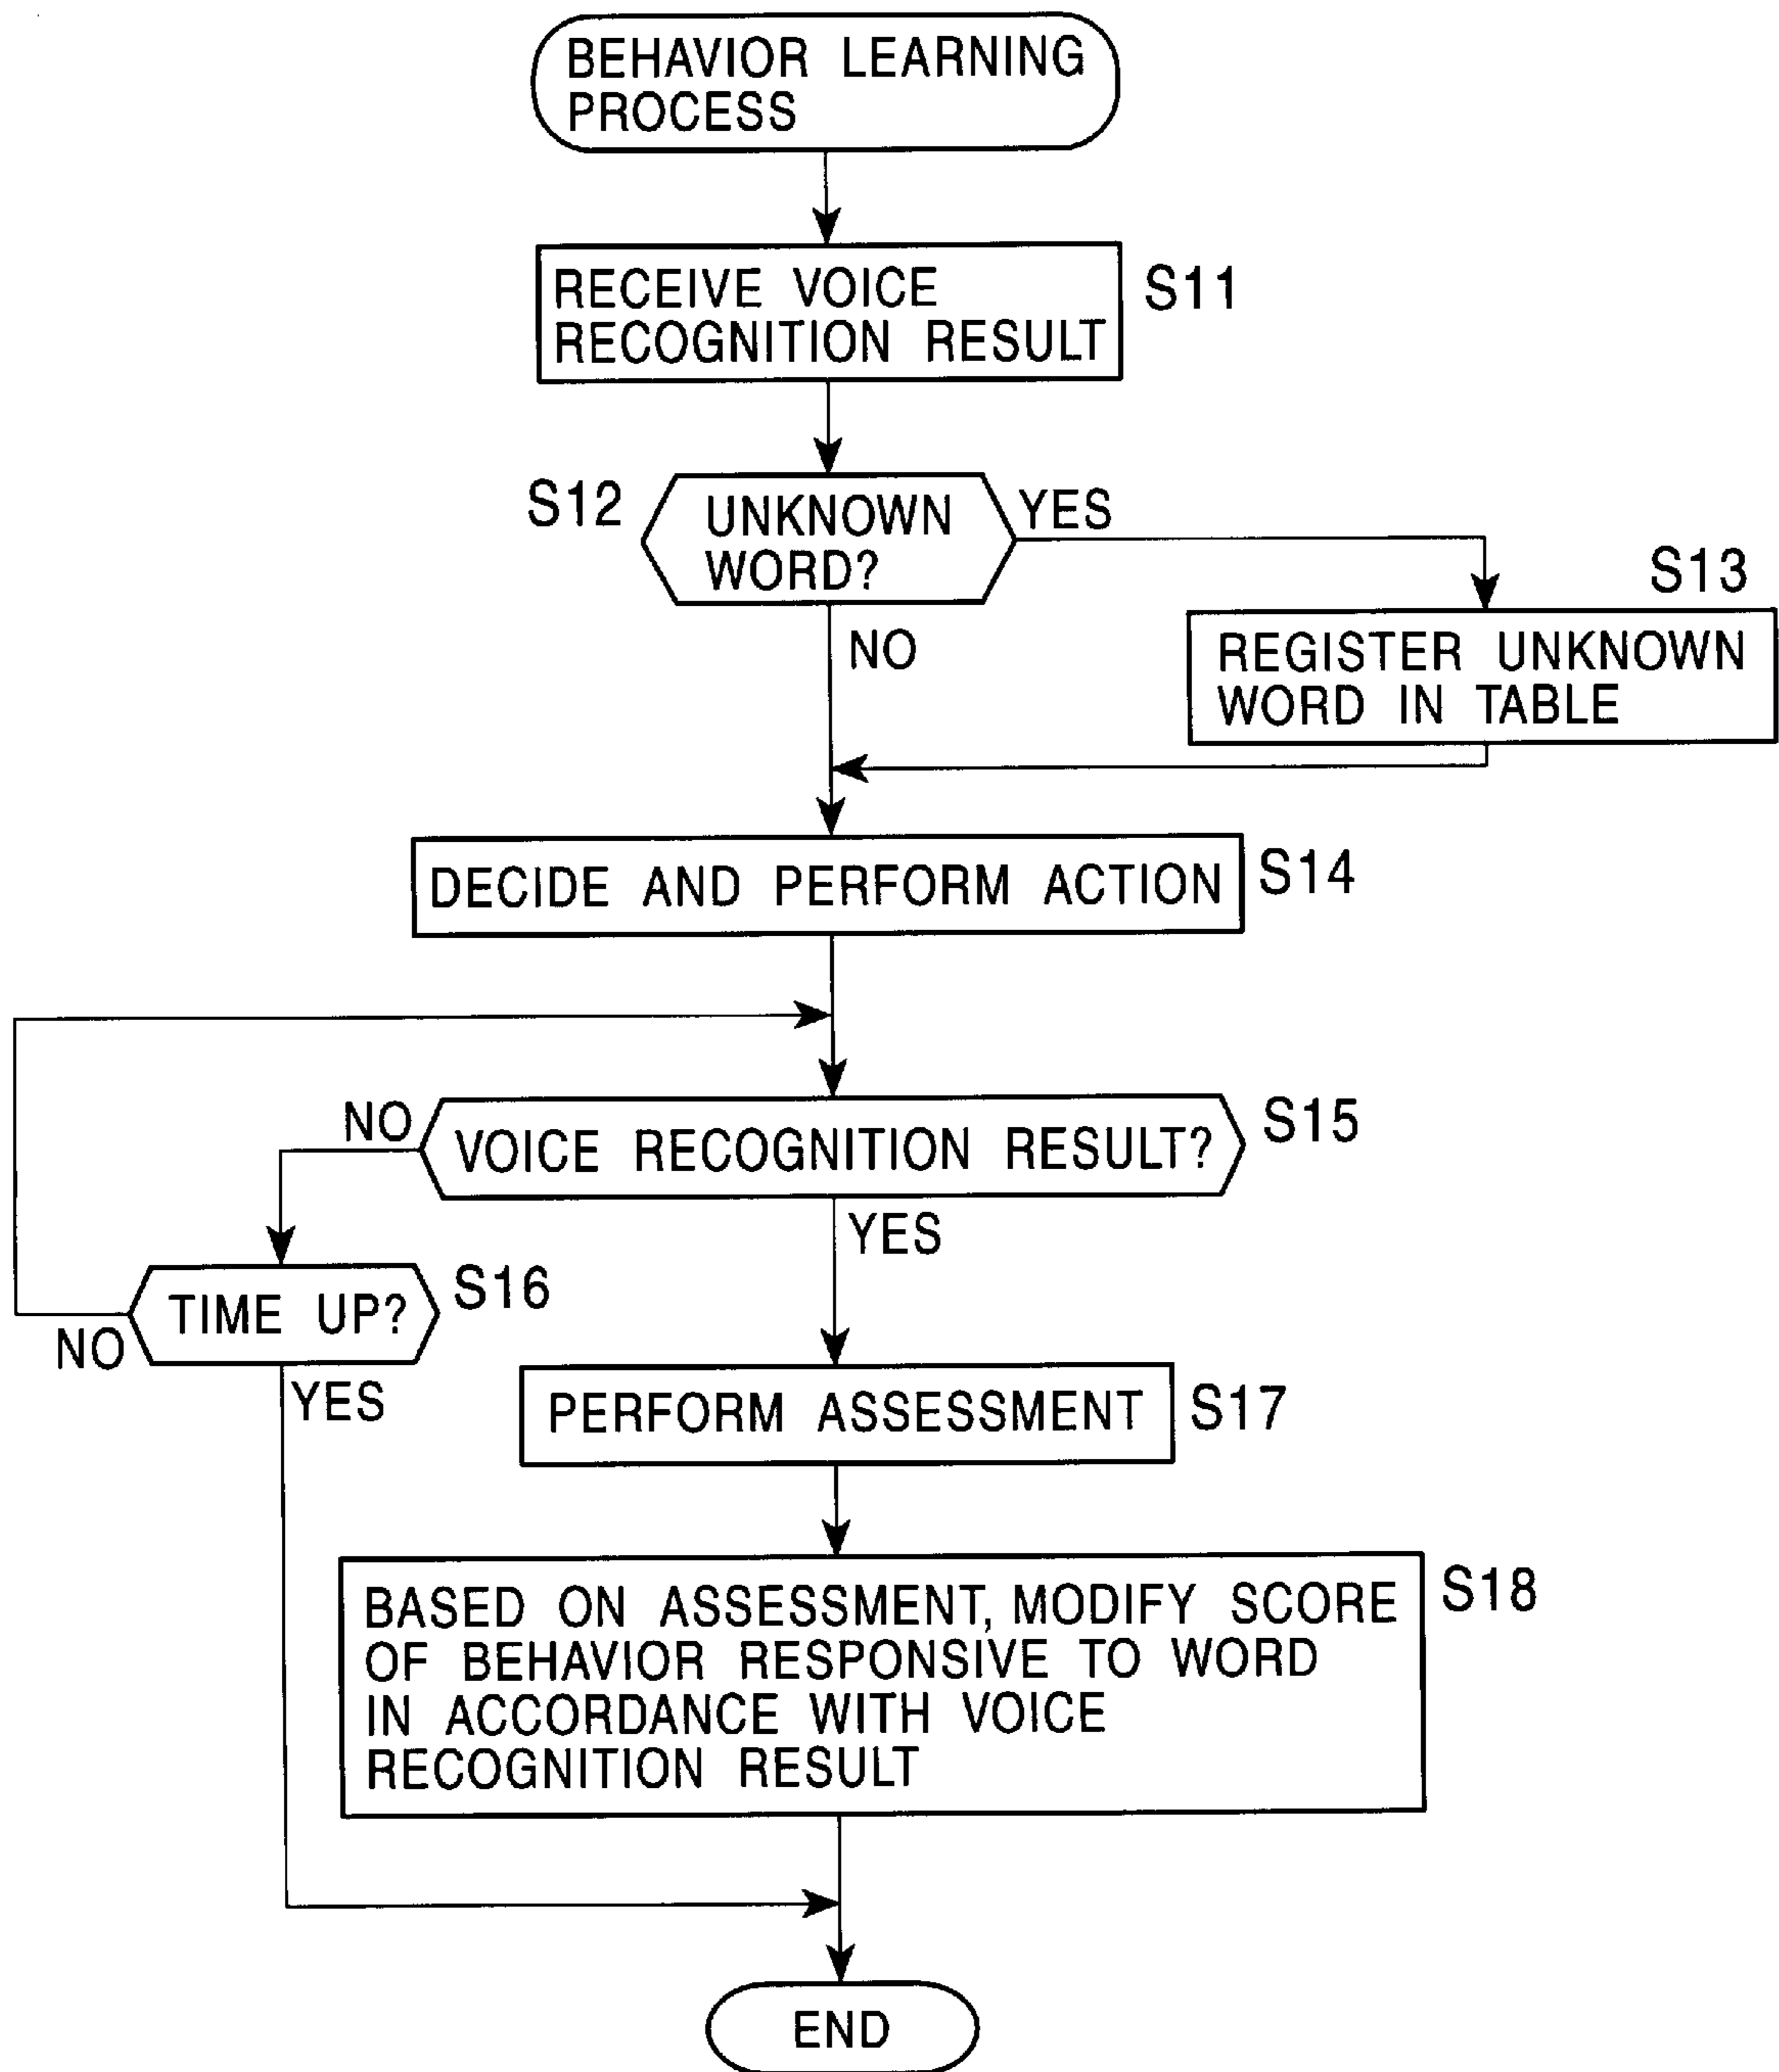 BEHAVIOR LEARNING
PROCESS
RECEIVE VOICE
RECOGNITION RESULT
S11
S12
UNKNOWN
WORD?
YES
S13
NO
REGISTER UNKNOWN
WORD IN TABLE
DECIDE AND PERFORM ACTION
S14
NO
VOICE RECOGNITION RESULT?
S15
YES
TIME UP?
S16
NO
YES
PERFORM ASSESSMENT
S17
BASED ON ASSESSMENT, MODIFY SCORE
OF BEHAVIOR RESPONSIVE TO WORD
IN ACCORDANCE WITH VOICE
RECOGNITION RESULT
S18
END